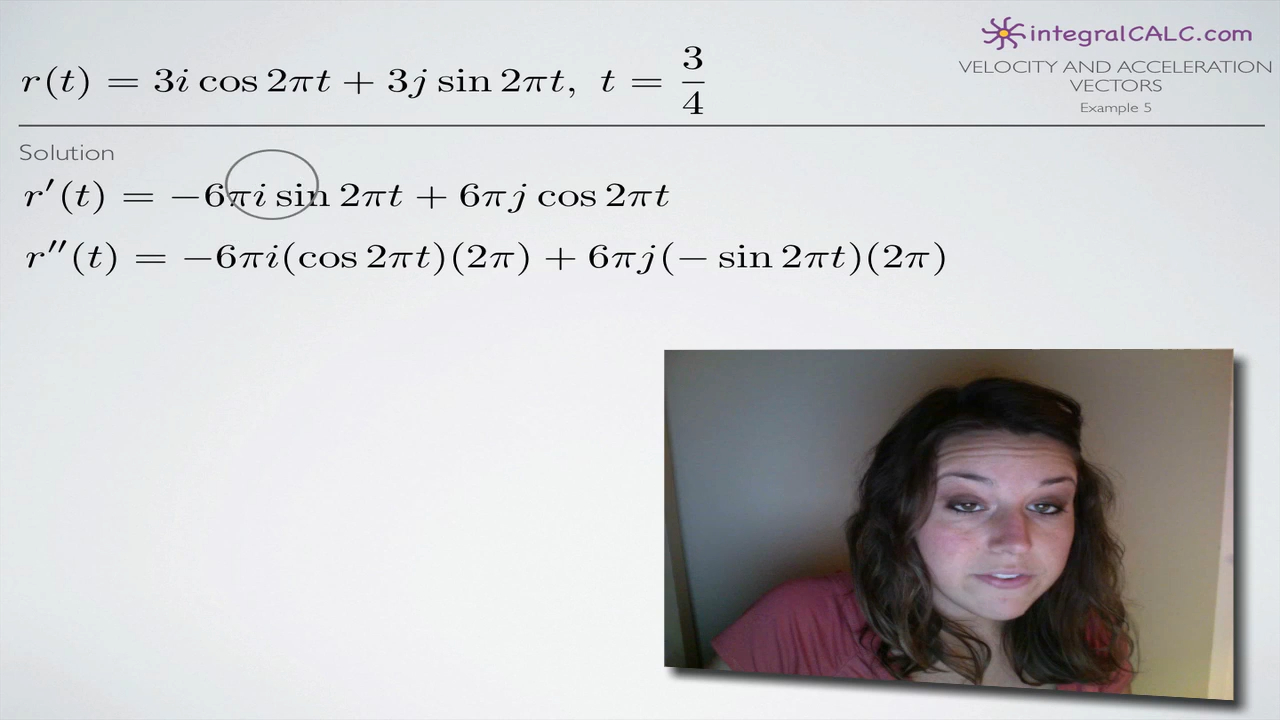 integralCALC.com
VELOCITY AND ACCELERATION
VECTORS
Example 5
r(t) = 3i cos 2πt + 3j sin 2πt, t = 3/4
Solution
r′(t) = −6πi sin 2πt + 6πj cos 2πt
r″(t) = −6πi(cos 2πt)(2π) + 6πj(− sin 2πt)(2π)